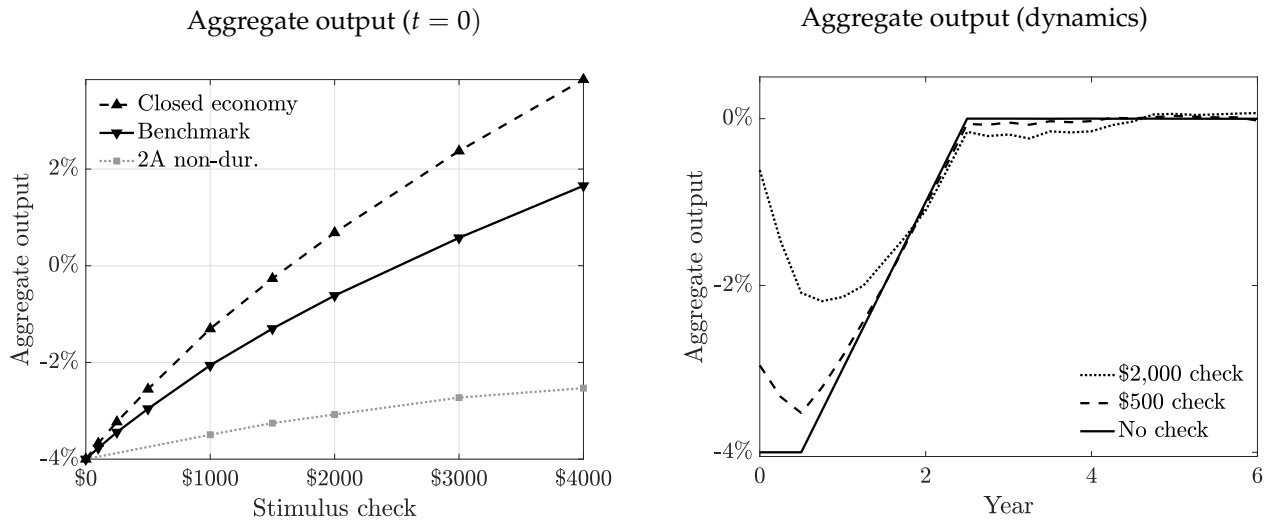 Aggregate output (t = 0)
Closed economy
Benchmark
2A non-dur.
2%
0%
-2%
-4%
Aggregate output
$0
$1000
$2000
$3000
$4000
Stimulus check
Aggregate output (dynamics)
0%
-2%
-4%
Aggregate output
$2,000 check
$500 check
No check
0
2
4
6
Year